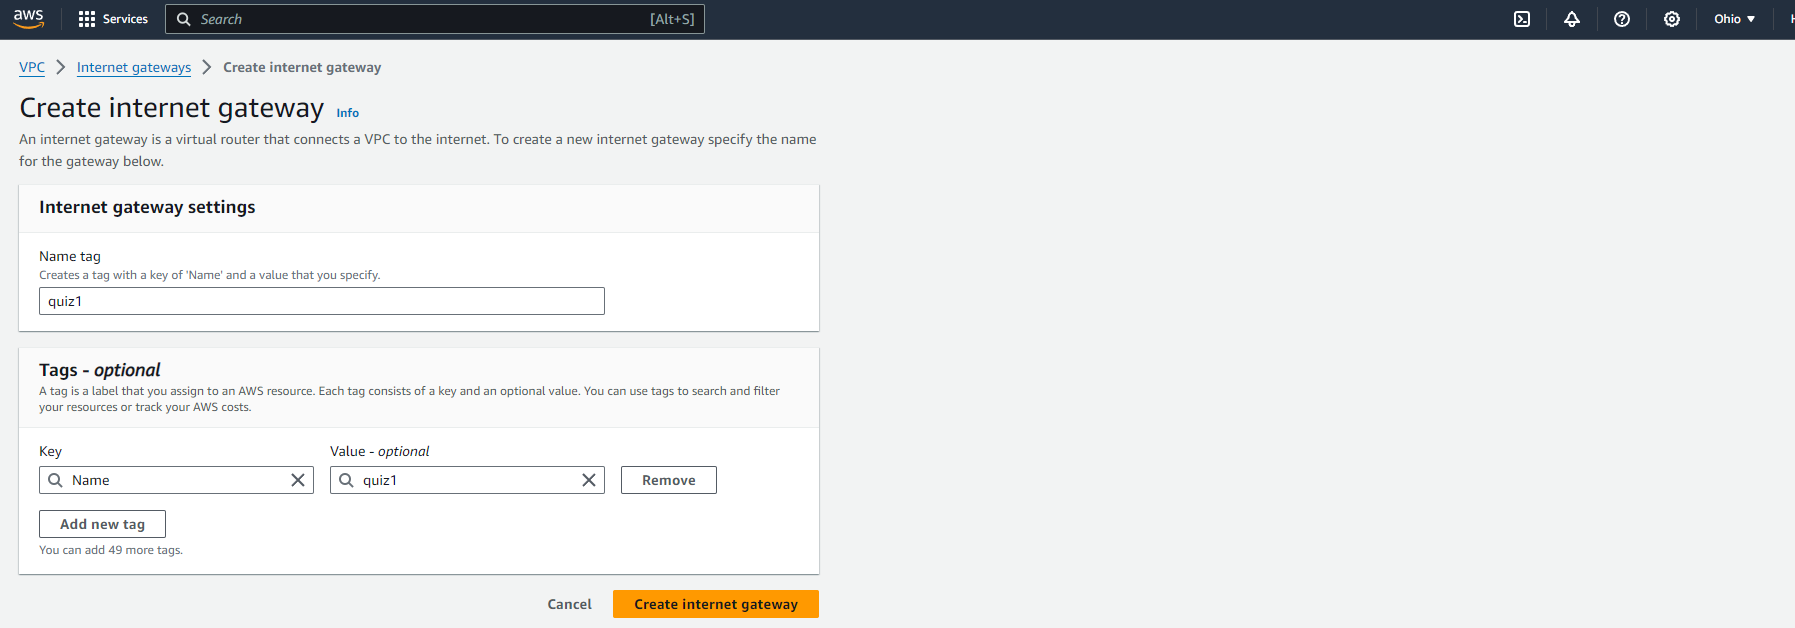 aws Services Search [Alt+S] Ohio
VPC Internet gateways Create internet gateway
Create internet gateway Info
An internet gateway is a virtual router that connects a VPC to the internet. To create a new internet gateway specify the name
for the gateway below.
Internet gateway settings
Name tag
Creates a tag with a key of 'Name' and a value that you specify.
quiz1
Tags - optional
A tag is a label that you assign to an AWS resource. Each tag consists of a key and an optional value. You can use tags to search and filter
your resources or track your AWS costs.
Key Value - optional
Name quiz1 Remove
Add new tag
You can add 49 more tags.
Cancel Create internet gateway